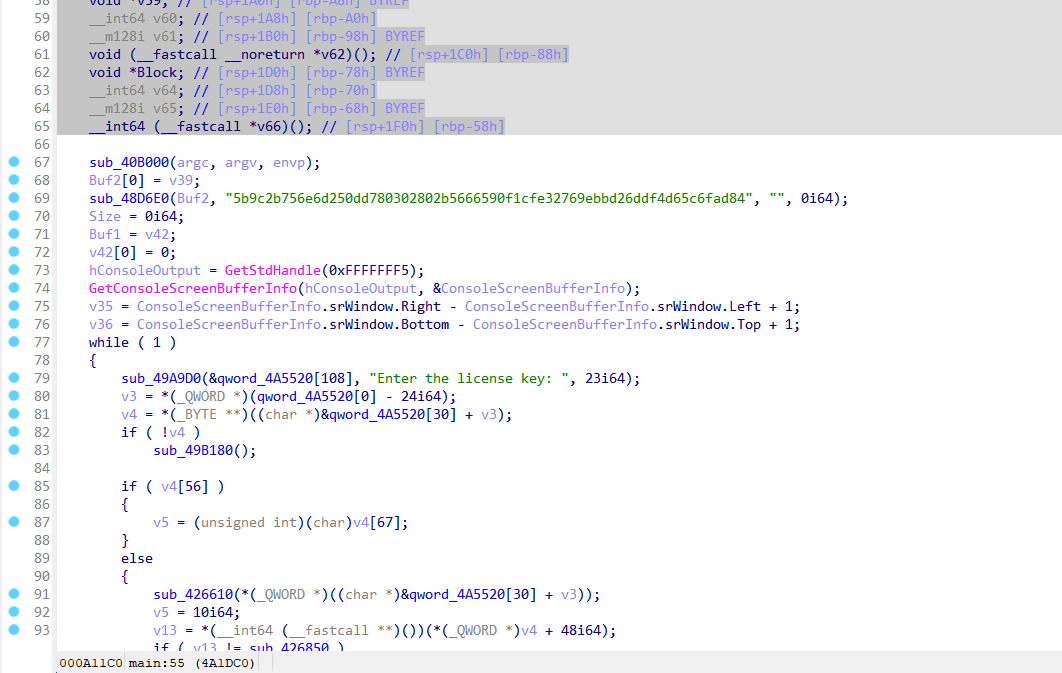 58 void *v59; // [rsp+1A0h] [rbp-A8h] BYREF
59 __int64 v60; // [rsp+1A8h] [rbp-A0h]
60 __m128i v61; // [rsp+1B0h] [rbp-98h] BYREF
61 void (__fastcall __noreturn *v62)(); // [rsp+1C0h] [rbp-88h]
62 void *Block; // [rsp+1D0h] [rbp-78h] BYREF
63 __int64 v64; // [rsp+1D8h] [rbp-70h]
64 __m128i v65; // [rsp+1E0h] [rbp-68h] BYREF
65 __int64 (__fastcall *v66)(); // [rsp+1F0h] [rbp-58h]
66
67 sub_40B000(argc, argv, envp);
68 Buf2[0] = v39;
69 sub_48D6E0(Buf2, "5b9c2b756e6d250dd780302802b5666590f1cfe32769ebbd26ddf4d65c6fad84", "", 0i64);
70 Size = 0i64;
71 Buf1 = v42;
72 v42[0] = 0;
73 hConsoleOutput = GetStdHandle(0xFFFFFFF5);
74 GetConsoleScreenBufferInfo(hConsoleOutput, &ConsoleScreenBufferInfo);
75 v35 = ConsoleScreenBufferInfo.srWindow.Right - ConsoleScreenBufferInfo.srWindow.Left + 1;
76 v36 = ConsoleScreenBufferInfo.srWindow.Bottom - ConsoleScreenBufferInfo.srWindow.Top + 1;
77 while ( 1 )
78 {
79 sub_49A9D0(&qword_4A5520[108], "Enter the license key: ", 23i64);
80 v3 = *(_QWORD *)(qword_4A5520[0] - 24i64);
81 v4 = *(_BYTE **)((char *)&qword_4A5520[30] + v3);
82 if ( !v4 )
83 sub_49B180();
84
85 if ( v4[56] )
86 {
87 v5 = (unsigned int)(char)v4[67];
88 }
89 else
90 {
91 sub_426610(*(_QWORD *)((char *)&qword_4A5520[30] + v3));
92 v5 = 10i64;
93 v13 = *(__int64 (__fastcall **)())(*(_QWORD *)v4 + 48i64);
if ( v13 != sub_426850 )
000A11C0 main:55 (4A1DC0)